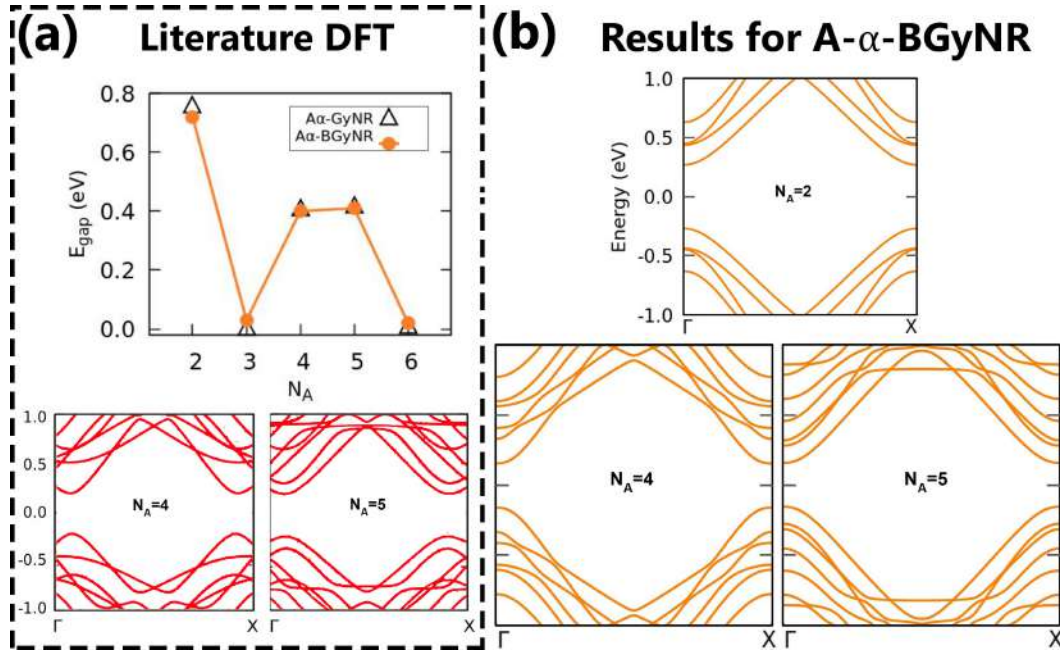 (a) Literature DFT
0.8
0.6
0.4
0.2
0.0
E_gap (eV)
Aα-GyNR
Aα-BGyNR
2 3 4 5 6
N_A
1.0
0.5
0.0
-0.5
-1.0
N_A=4
N_A=5
Γ X Γ X
(b) Results for A-α-BGyNR
1.0
0.5
0.0
-0.5
-1.0
Energy (eV)
N_A=2
Γ X
N_A=4
N_A=5
Γ X Γ X